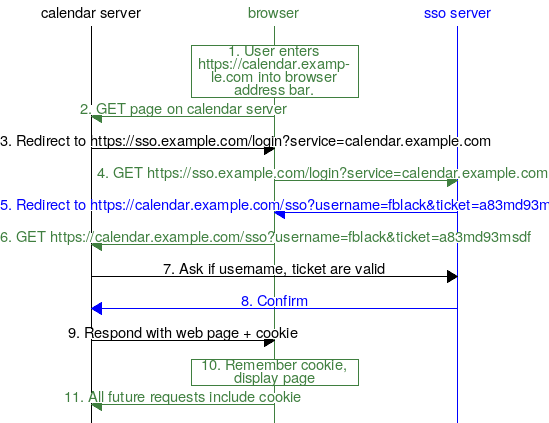 calendar server browser sso server
1. User enters
https://calendar.examp-
le.com into browser
address bar.
2. GET page on calendar server
3. Redirect to https://sso.example.com/login?service=calendar.example.com
4. GET https://sso.example.com/login?service=calendar.example.com
5. Redirect to https://calendar.example.com/sso?username=fblack&ticket=a83md93m
6. GET https://calendar.example.com/sso?username=fblack&ticket=a83md93msdf
7. Ask if username, ticket are valid
8. Confirm
9. Respond with web page + cookie
10. Remember cookie,
display page
11. All future requests include cookie